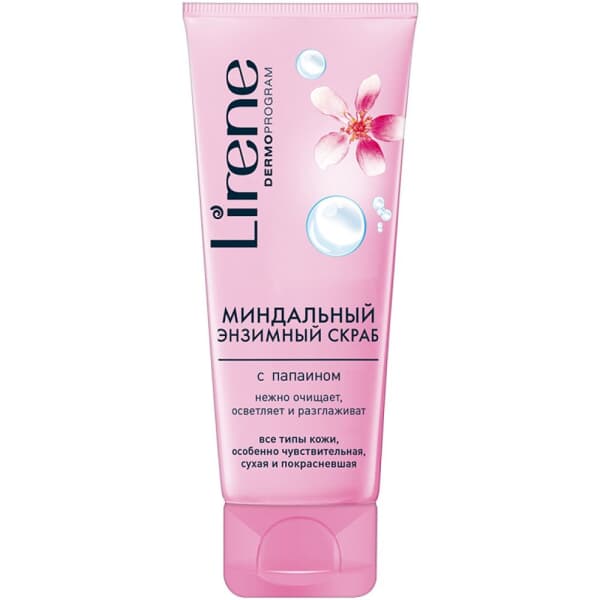 Lirene
DERMOPROGRAM
МИНДАЛЬНЫЙ
ЭНЗИМНЫЙ СКРАБ
с папаином
нежно очищает,
осветляет и разглаживат
все типы кожи,
особенно чувствительная,
сухая и покрасневшая